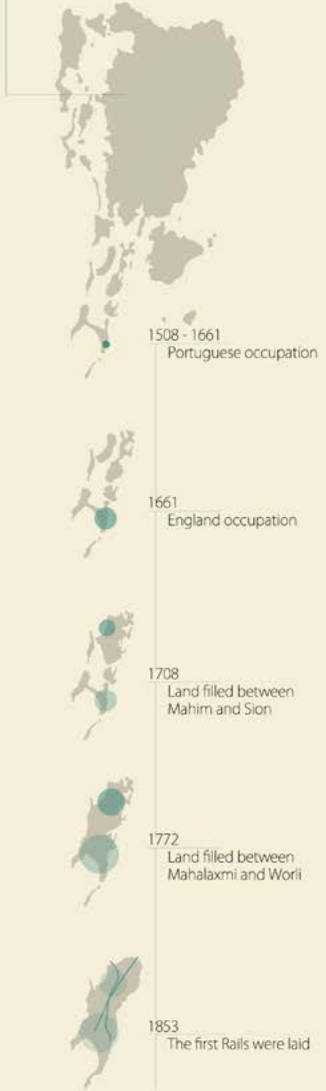 1508 - 1661
Portuguese occupation
1661
England occupation
1708
Land filled between
Mahim and Sion
1772
Land filled between
Mahalaxmi and Worli
1853
The first Rails were laid